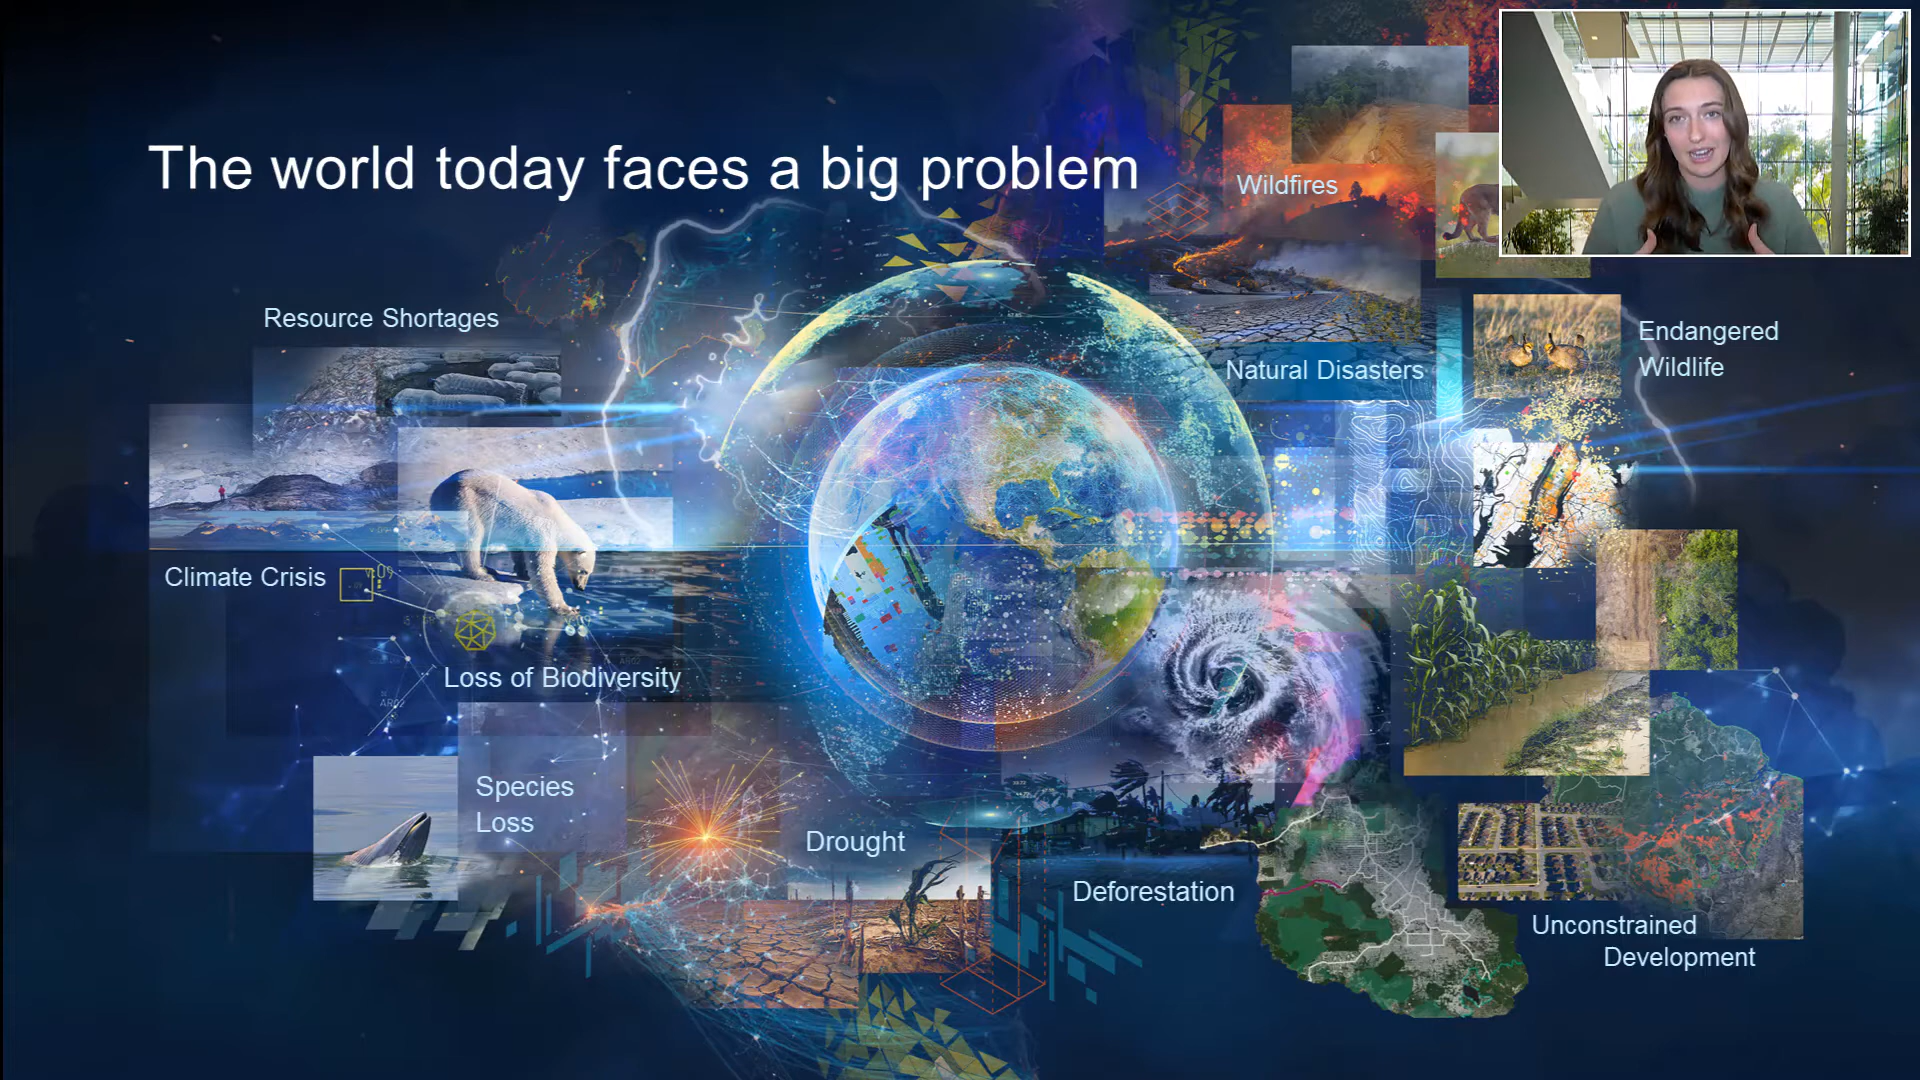 The world today faces a big problem
Wildfires
Resource Shortages
Endangered
Wildlife
Natural Disasters
Climate Crisis
Loss of Biodiversity
Species
Loss
Drought
Deforestation
Unconstrained
Development